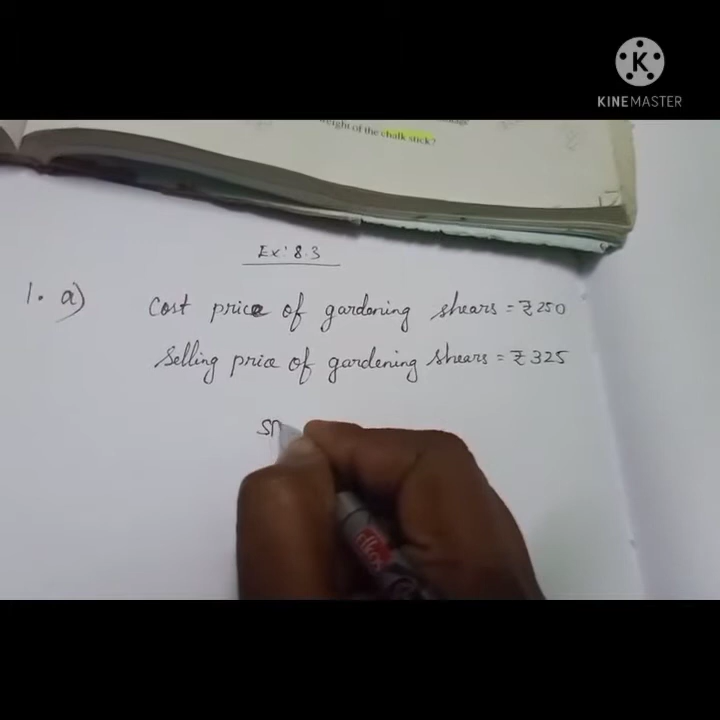 K
KINEMASTER
weight of the chalk stick?
Ex: 8.3
1. a) Cost price of gardening shears = ₹250
Selling price of gardening shears = ₹325
SP